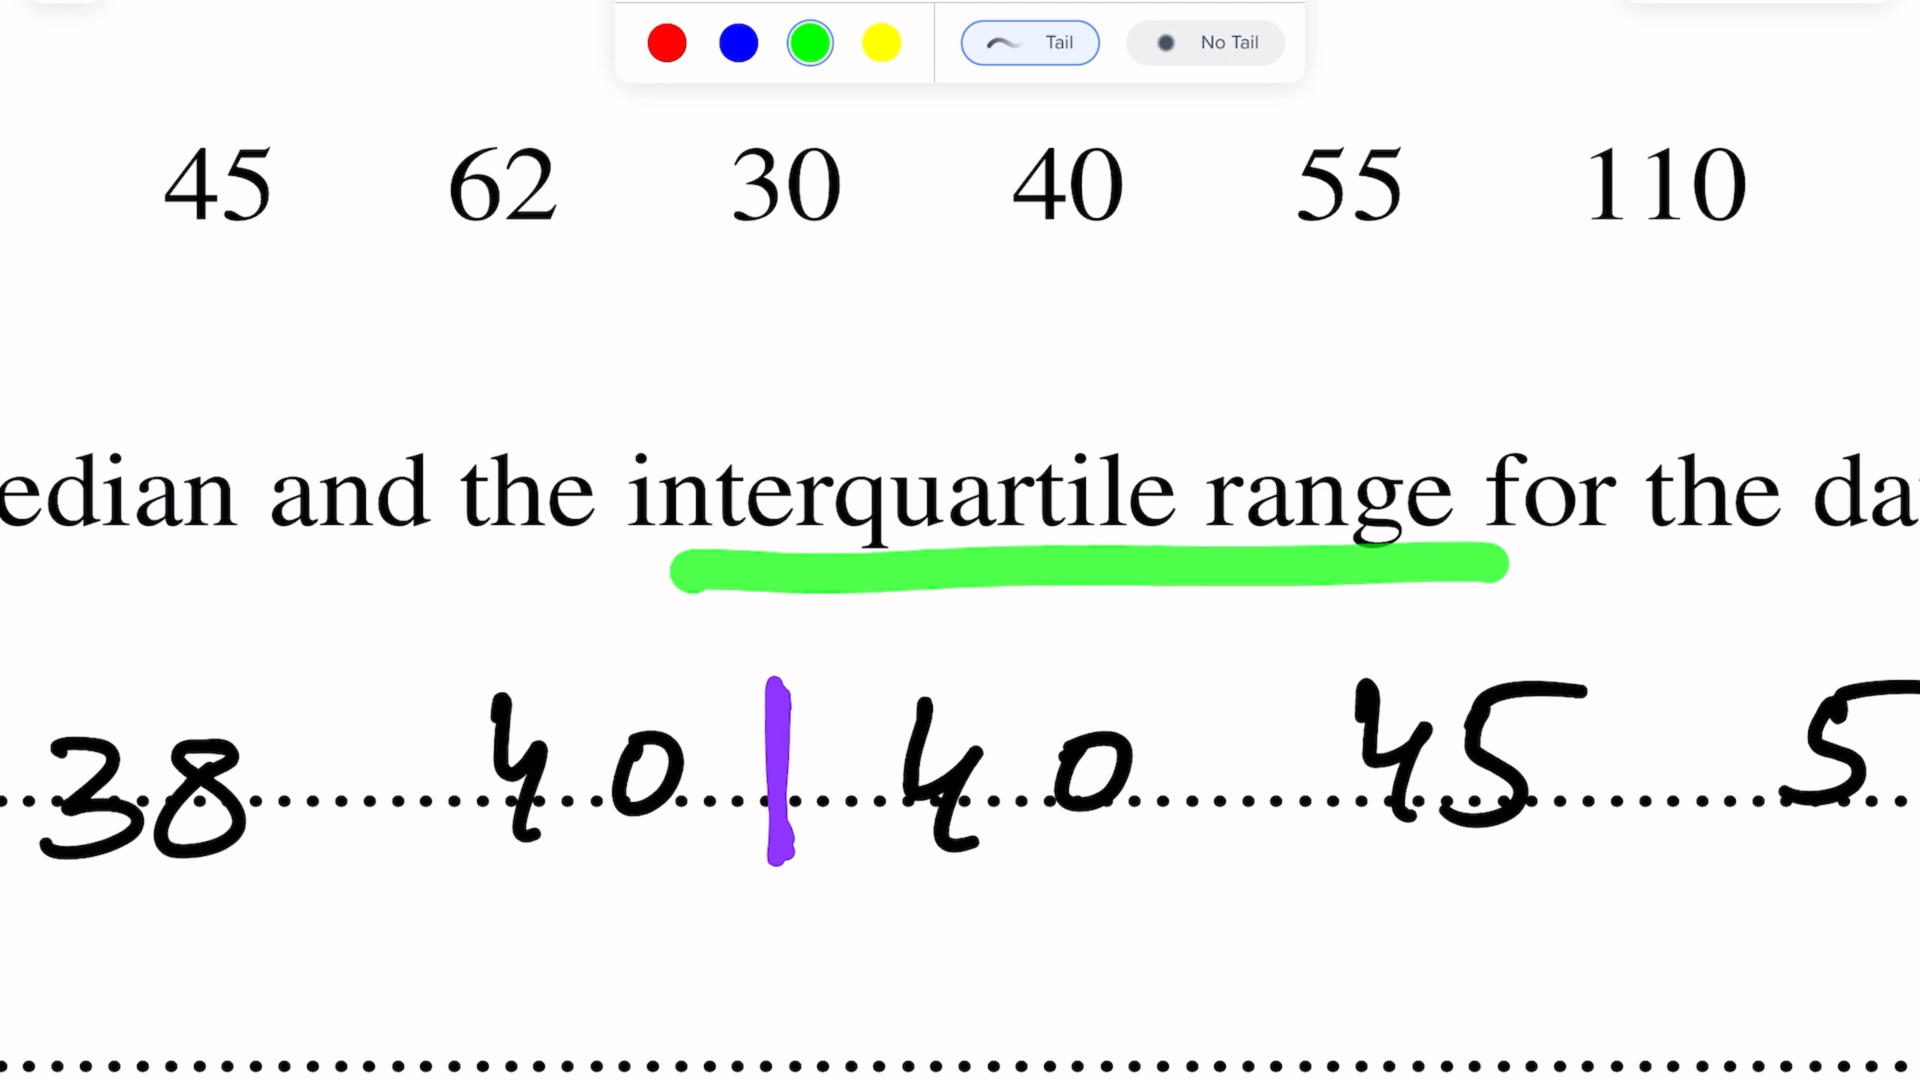 Tail No Tail
45 62 30 40 55 110
edian and the interquartile range for the da
38 40 | 40 45 5